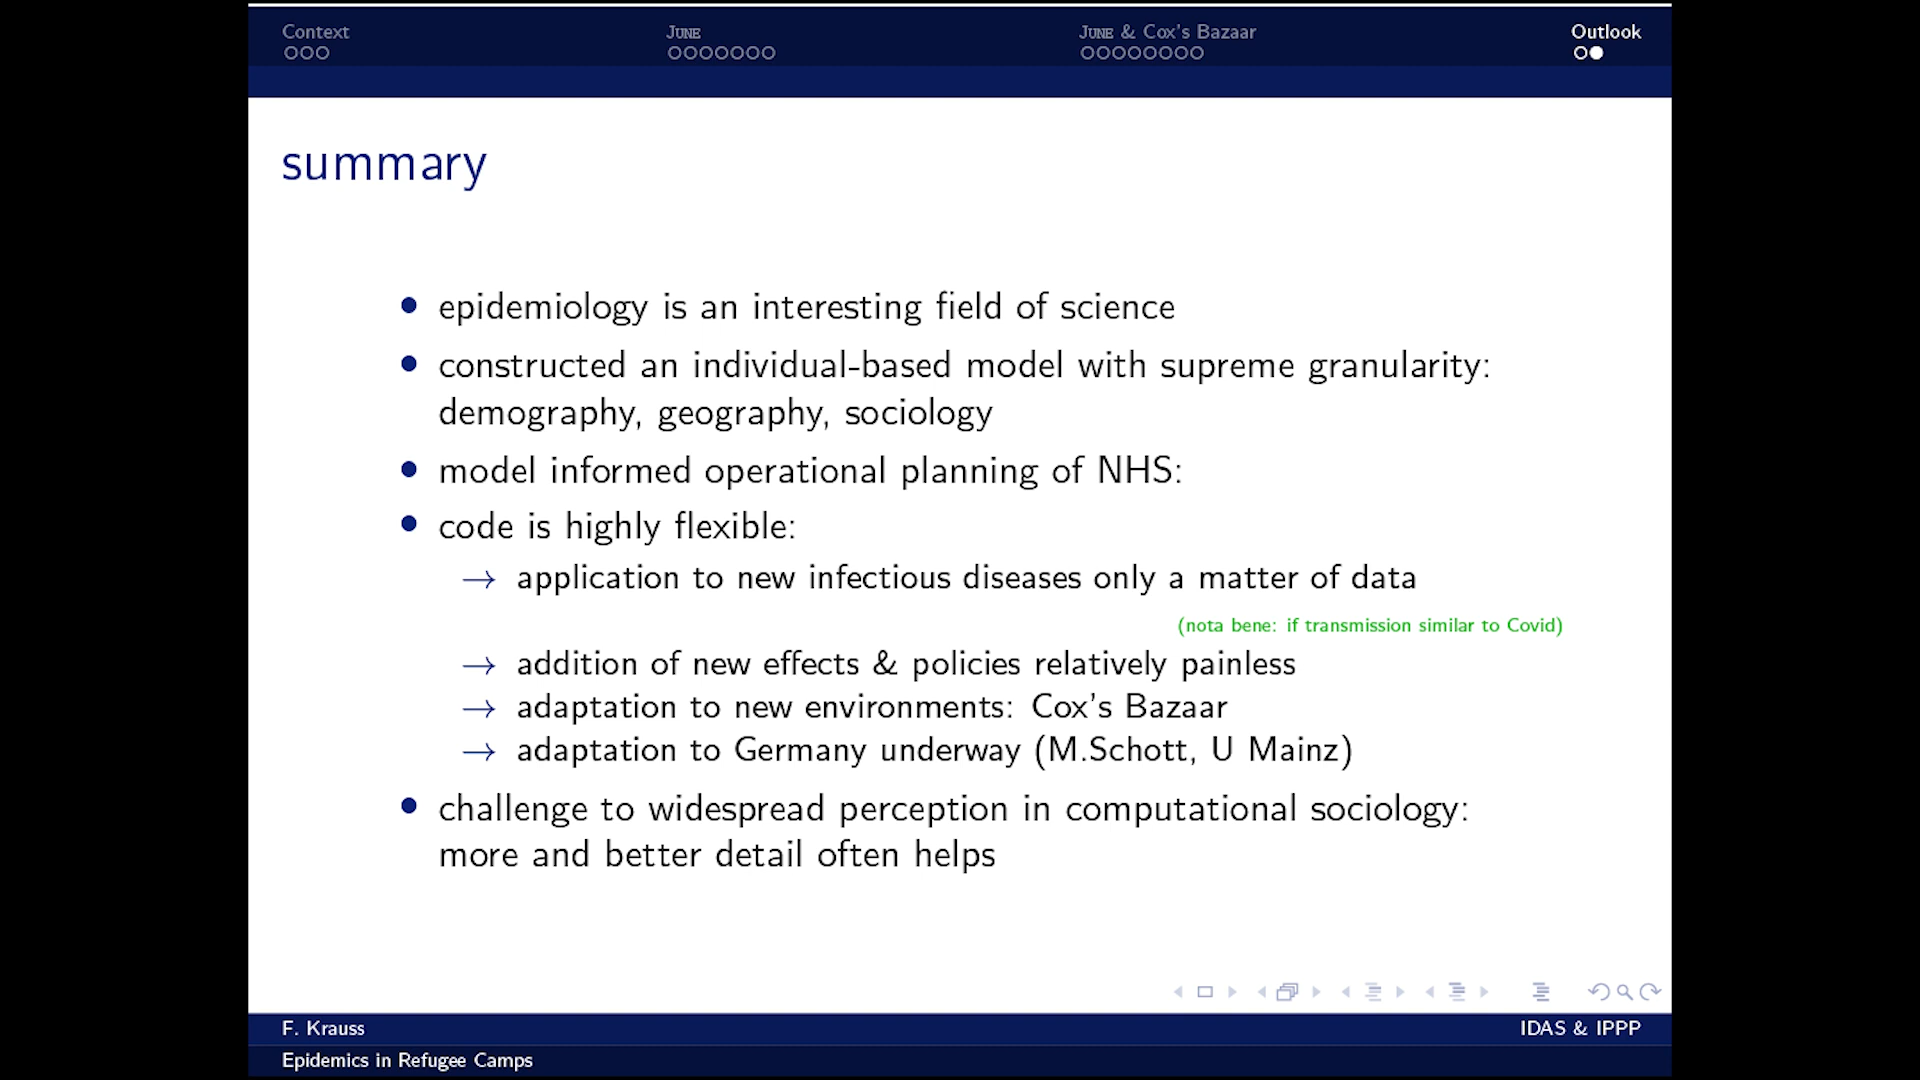 Context
June
June & Cox's Bazaar
Outlook
summary
• epidemiology is an interesting field of science
• constructed an individual-based model with supreme granularity:
demography, geography, sociology
• model informed operational planning of NHS:
• code is highly flexible:
→ application to new infectious diseases only a matter of data
(nota bene: if transmission similar to Covid)
→ addition of new effects & policies relatively painless
→ adaptation to new environments: Cox's Bazaar
→ adaptation to Germany underway (M.Schott, U Mainz)
• challenge to widespread perception in computational sociology:
more and better detail often helps
F. Krauss
IDAS & IPPP
Epidemics in Refugee Camps